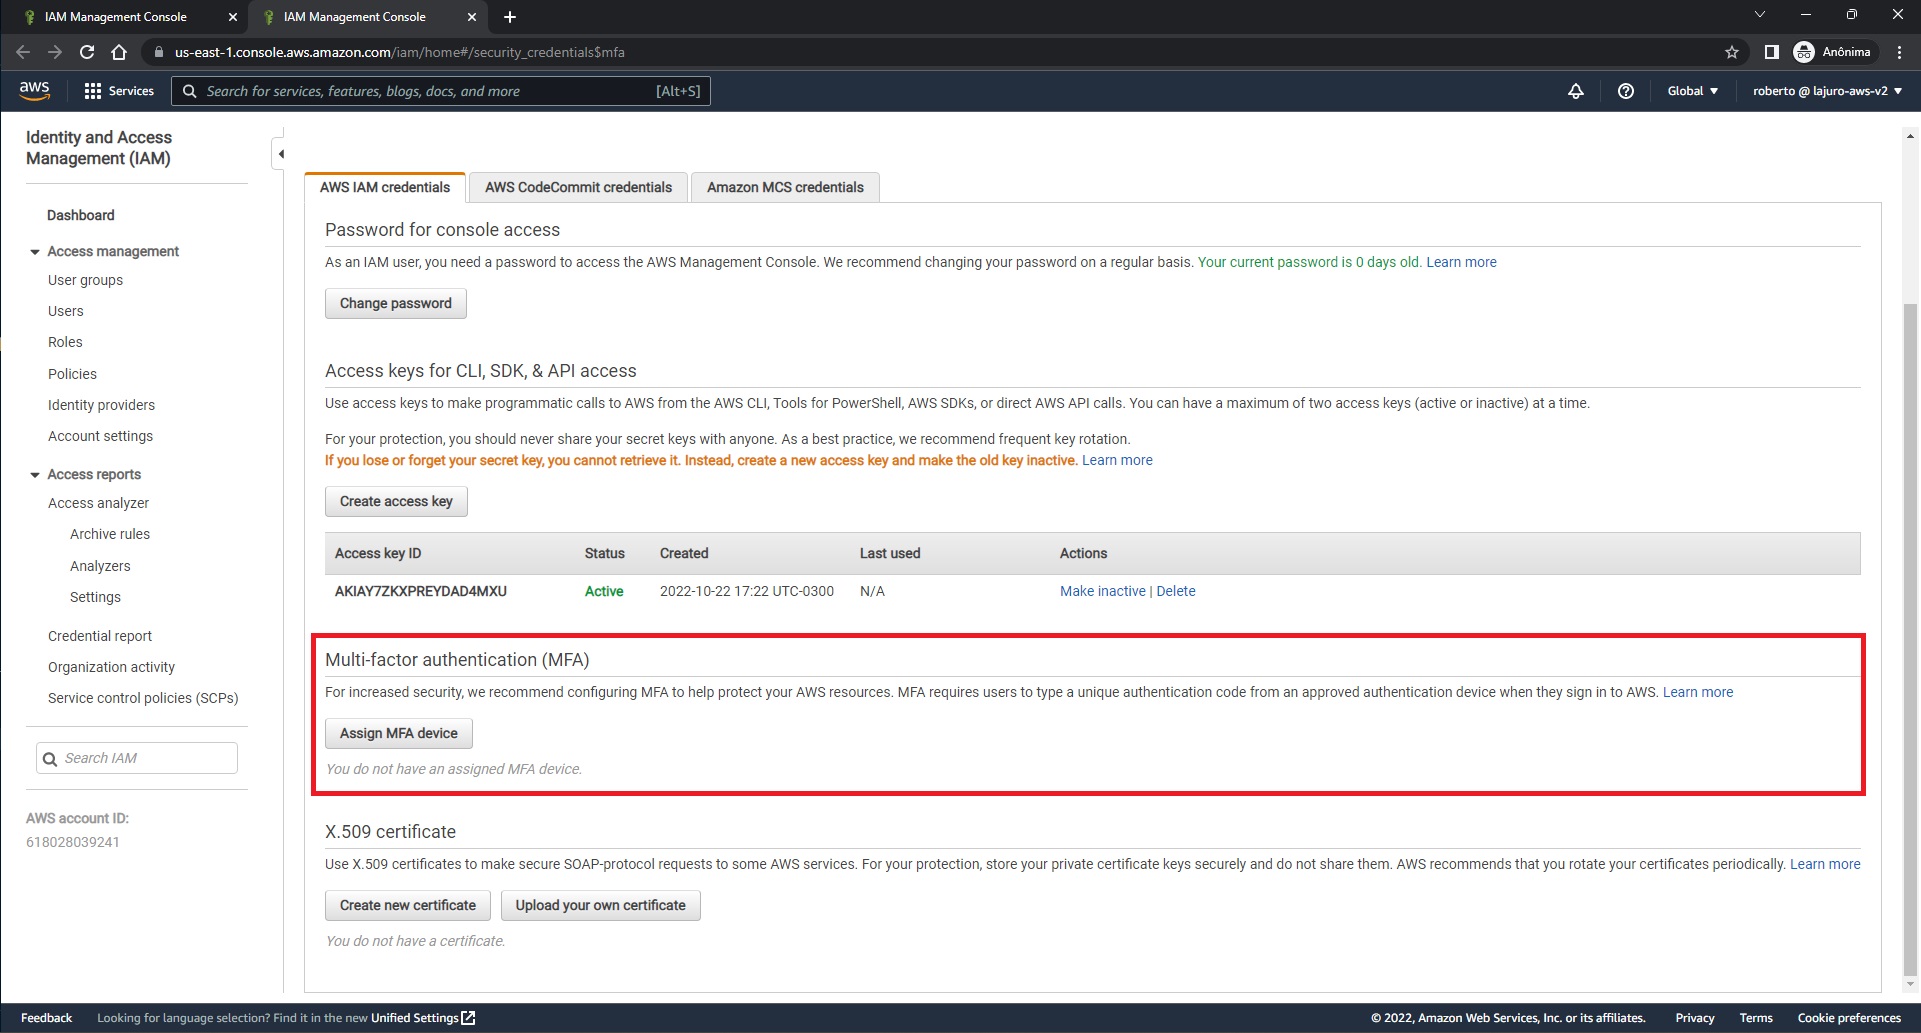 IAM Management Console
IAM Management Console
us-east-1.console.aws.amazon.com/iam/home#/security_credentials$mfa
Anônima
aws
Services
Search for services, features, blogs, docs, and more
[Alt+S]
Global
roberto @ lajuro-aws-v2
Identity and Access
Management (IAM)
Dashboard
Access management
User groups
Users
Roles
Policies
Identity providers
Account settings
Access reports
Access analyzer
Archive rules
Analyzers
Settings
Credential report
Organization activity
Service control policies (SCPs)
Search IAM
AWS account ID:
618028039241
AWS IAM credentials
AWS CodeCommit credentials
Amazon MCS credentials
Password for console access
As an IAM user, you need a password to access the AWS Management Console. We recommend changing your password on a regular basis. Your current password is 0 days old. Learn more
Change password
Access keys for CLI, SDK, & API access
Use access keys to make programmatic calls to AWS from the AWS CLI, Tools for PowerShell, AWS SDKs, or direct AWS API calls. You can have a maximum of two access keys (active or inactive) at a time.
For your protection, you should never share your secret keys with anyone. As a best practice, we recommend frequent key rotation.
If you lose or forget your secret key, you cannot retrieve it. Instead, create a new access key and make the old key inactive. Learn more
Create access key
Access key ID Status Created Last used Actions
AKIAY7ZKXPREYDAD4MXU Active 2022-10-22 17:22 UTC-0300 N/A Make inactive | Delete
Multi-factor authentication (MFA)
For increased security, we recommend configuring MFA to help protect your AWS resources. MFA requires users to type a unique authentication code from an approved authentication device when they sign in to AWS. Learn more
Assign MFA device
You do not have an assigned MFA device.
X.509 certificate
Use X.509 certificates to make secure SOAP-protocol requests to some AWS services. For your protection, store your private certificate keys securely and do not share them. AWS recommends that you rotate your certificates periodically. Learn more
Create new certificate
Upload your own certificate
You do not have a certificate.
Feedback
Looking for language selection? Find it in the new Unified Settings
© 2022, Amazon Web Services, Inc. or its affiliates.
Privacy
Terms
Cookie preferences